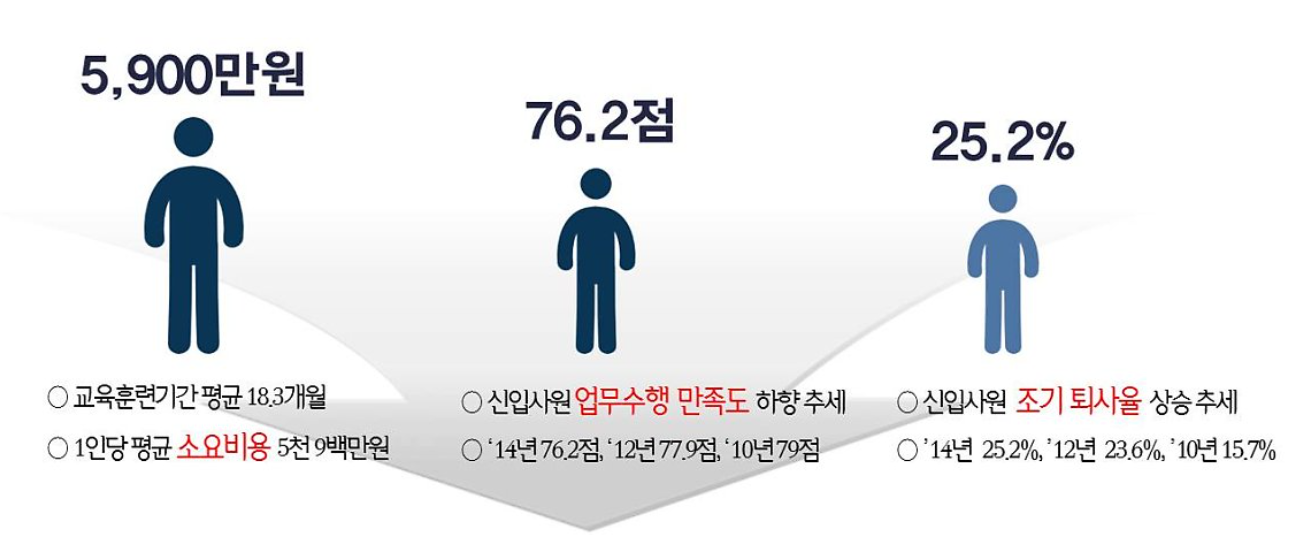 5,900만원
○ 교육훈련기간 평균 18.3개월
○ 1인당 평균 소요비용 5천 9백만원
76.2점
○ 신입사원 업무수행 만족도 하향 추세
○ ‘14년 76.2점, ‘12년 77.9점, ‘10년 79점
25.2%
○ 신입사원 조기 퇴사율 상승 추세
○ ’14년 25.2%, ’12년 23.6%, ’10년 15.7%